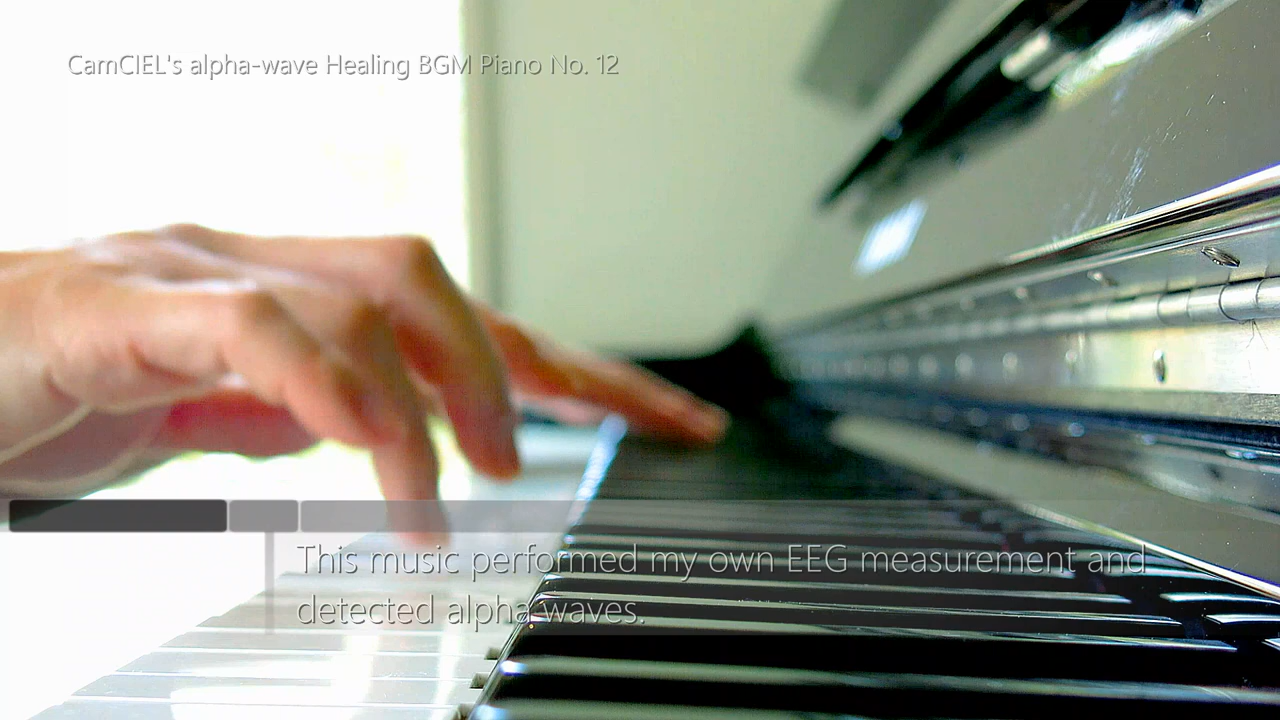 CamCIEL's alpha-wave Healing BGM Piano No. 12
This music performed my own EEG measurement and
detected alpha waves.